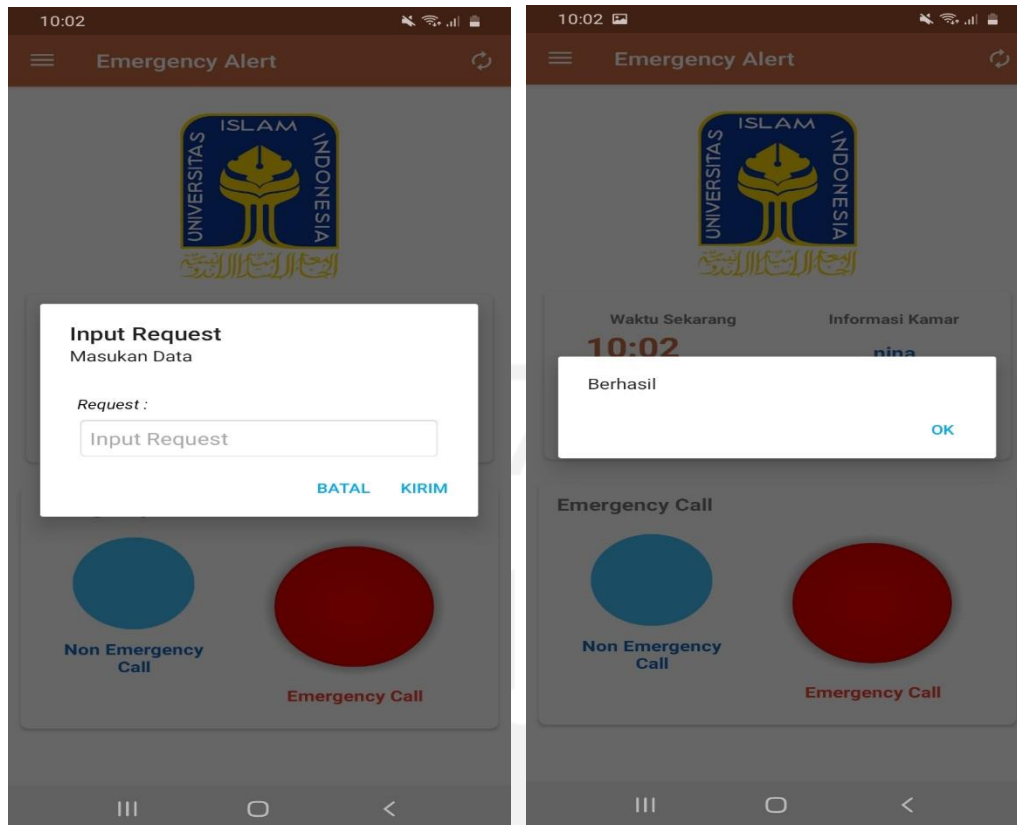 10:02
Emergency Alert
UNIVERSITAS
ISLAM
INDONESIA
Input Request
Masukan Data
Request :
Input Request
BATAL KIRIM
Non Emergency
Call
Emergency Call
10:02
Emergency Alert
UNIVERSITAS
ISLAM
INDONESIA
Waktu Sekarang Informasi Kamar
10:02 nina
Berhasil
OK
Emergency Call
Non Emergency
Call
Emergency Call